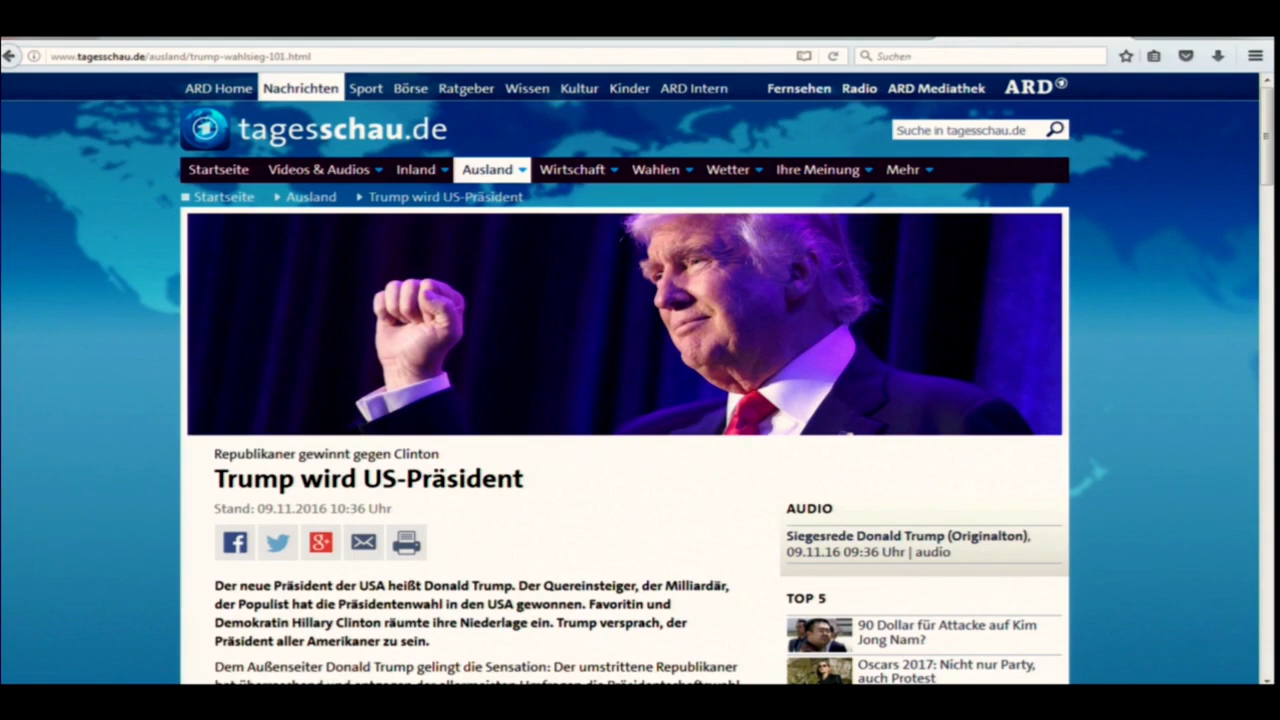 www.tagesschau.de/ausland/trump-wahlsieg-101.html
Suchen
ARD Home Nachrichten Sport Börse Ratgeber Wissen Kultur Kinder ARD Intern Fernsehen Radio ARD Mediathek ARD
tagesschau.de
Suche in tagesschau.de
Startseite Videos & Audios Inland Ausland Wirtschaft Wahlen Wetter Ihre Meinung Mehr
Startseite Ausland Trump wird US-Präsident
Republikaner gewinnt gegen Clinton
Trump wird US-Präsident
Stand: 09.11.2016 10:36 Uhr
Der neue Präsident der USA heißt Donald Trump. Der Quereinsteiger, der Milliardär,
der Populist hat die Präsidentenwahl in den USA gewonnen. Favoritin und
Demokratin Hillary Clinton räumte ihre Niederlage ein. Trump versprach, der
Präsident aller Amerikaner zu sein.
Dem Außenseiter Donald Trump gelingt die Sensation: Der umstrittene Republikaner
AUDIO
Siegesrede Donald Trump (Originalton),
09.11.16 09:36 Uhr | audio
TOP 5
90 Dollar für Attacke auf Kim
Jong Nam?
Oscars 2017: Nicht nur Party,
auch Protest